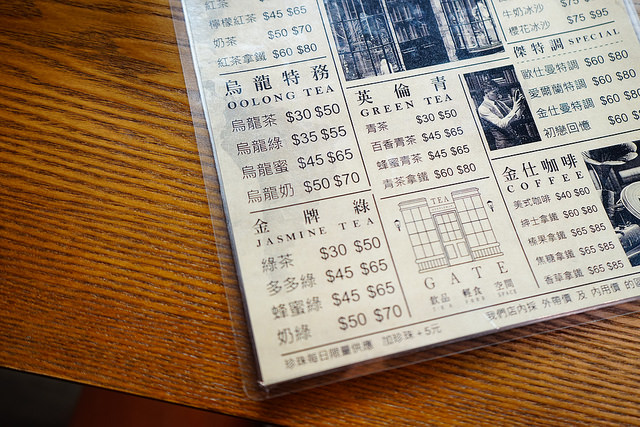 紅茶
檸檬紅茶 $45 $65
奶茶 $50 $70
紅茶拿鐵 $60 $80
烏龍特務
OOLONG TEA
烏龍茶 $30 $50
烏龍綠 $35 $55
烏龍蜜 $45 $65
烏龍奶 $50 $70
金牌綠
JASMINE TEA
綠茶 $30 $50
多多綠 $45 $65
蜂蜜綠 $45 $65
奶綠 $50 $70
英倫青
GREEN TEA
青茶 $30 $50
百香青茶 $45 $65
蜂蜜青茶 $45 $65
青茶拿鐵 $60 $80
TEA
GATE
飲品 輕食 空間
SPACE
牛奶冰沙 $75
櫻花冰沙 $75 $95
傑特調 SPECIAL
歐仕曼特調 $60 $80
愛爾蘭特調 $60 $80
金仕曼特調 $60 $80
初戀回憶 $60
金仕咖啡
COFFEE
美式咖啡 $40 $60
紳士拿鐵 $60 $80
榛果拿鐵 $65 $85
焦糖拿鐵 $65 $85
香草拿鐵 $65 $85
珍珠每日限量供應 加珍珠+5元
我們店內採 外帶價 及 內用價 的